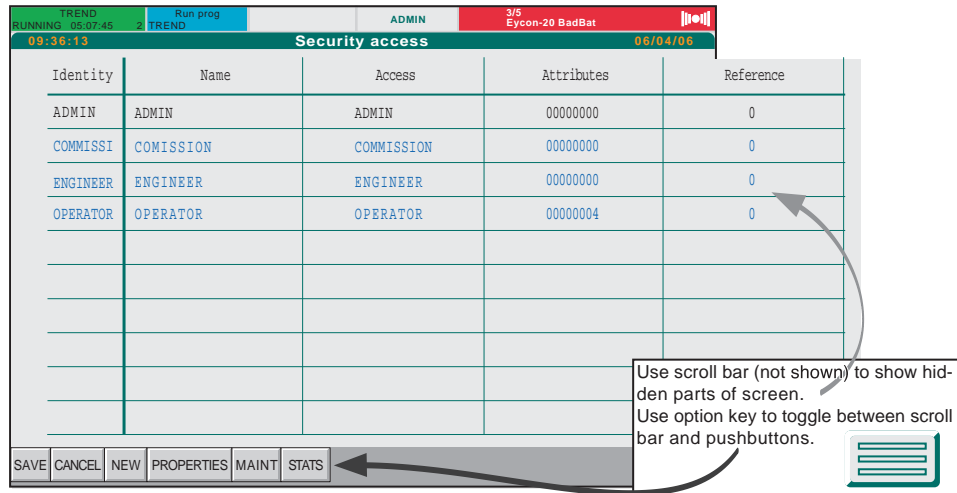 TREND Run prog ADMIN 3/5
RUNNING 05:07:45 2 TREND Eycon-20 BadBat
09:36:13 Security access 06/04/06
Identity Name Access Attributes Reference
ADMIN ADMIN ADMIN 00000000 0
COMMISSI COMISSION COMMISSION 00000000 0
ENGINEER ENGINEER ENGINEER 00000000 0
OPERATOR OPERATOR OPERATOR 00000004 0
Use scroll bar (not shown) to show hid-
den parts of screen.
Use option key to toggle between scroll
bar and pushbuttons.
SAVE CANCEL NEW PROPERTIES MAINT STATS